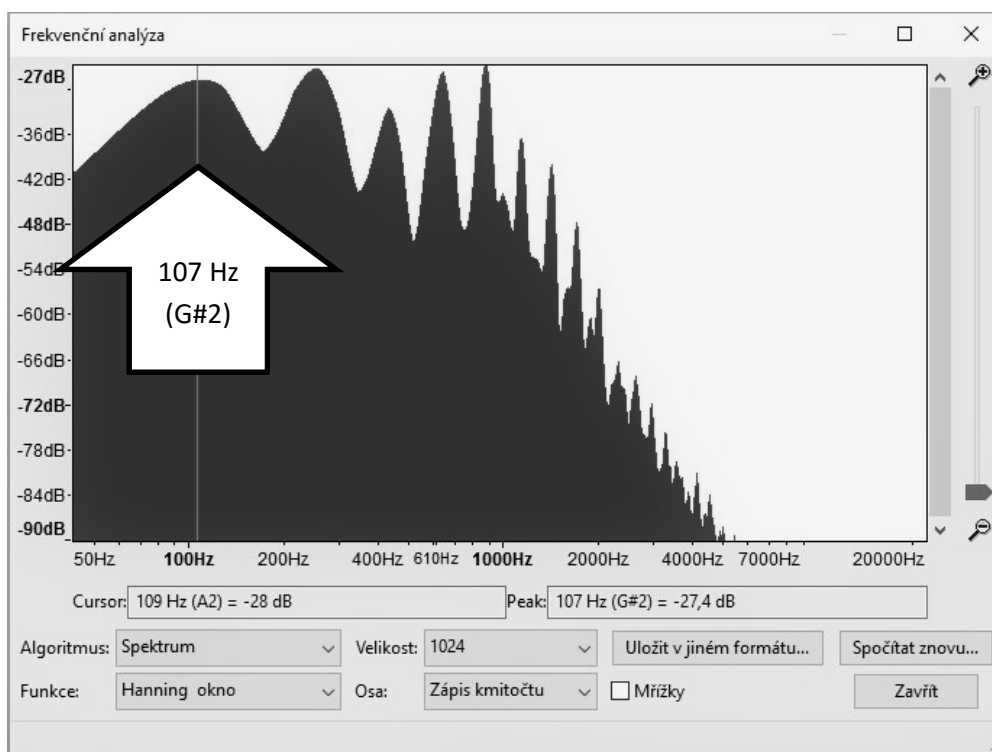 Frekvenční analýza
-27dB
-36dB
-42dB
-48dB
-54dB
-60dB
-66dB
-72dB
-78dB
-84dB
-90dB
107 Hz
(G#2)
50Hz 100Hz 200Hz 400Hz 610Hz 1000Hz 2000Hz 4000Hz 7000Hz 20000Hz
Cursor: 109 Hz (A2) = -28 dB Peak: 107 Hz (G#2) = -27,4 dB
Algoritmus: Spektrum Velikost: 1024 Uložit v jiném formátu... Spočítat znovu...
Funkce: Hanning okno Osa: Zápis kmitočtu Mřížky Zavřít